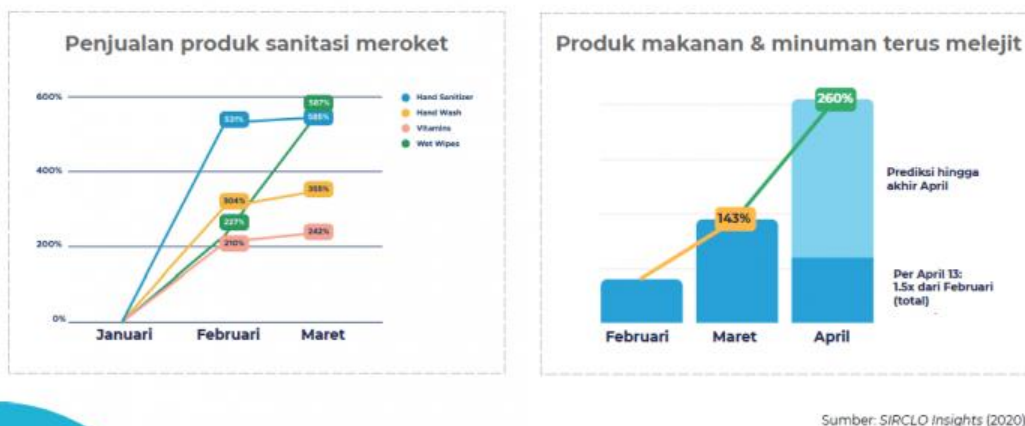 Penjualan produk sanitasi meroket
600%
400%
200%
0%
531%
304%
227%
210%
587%
585%
355%
242%
Januari
Februari
Maret
Hand Sanitizer
Hand Wash
Vitamins
Wet Wipes
Produk makanan & minuman terus melejit
143%
260%
Februari
Maret
April
Prediksi hingga
akhir April
Per April 13:
1.5x dari Februari
(total)
Sumber: SIRCLO Insights (2020)